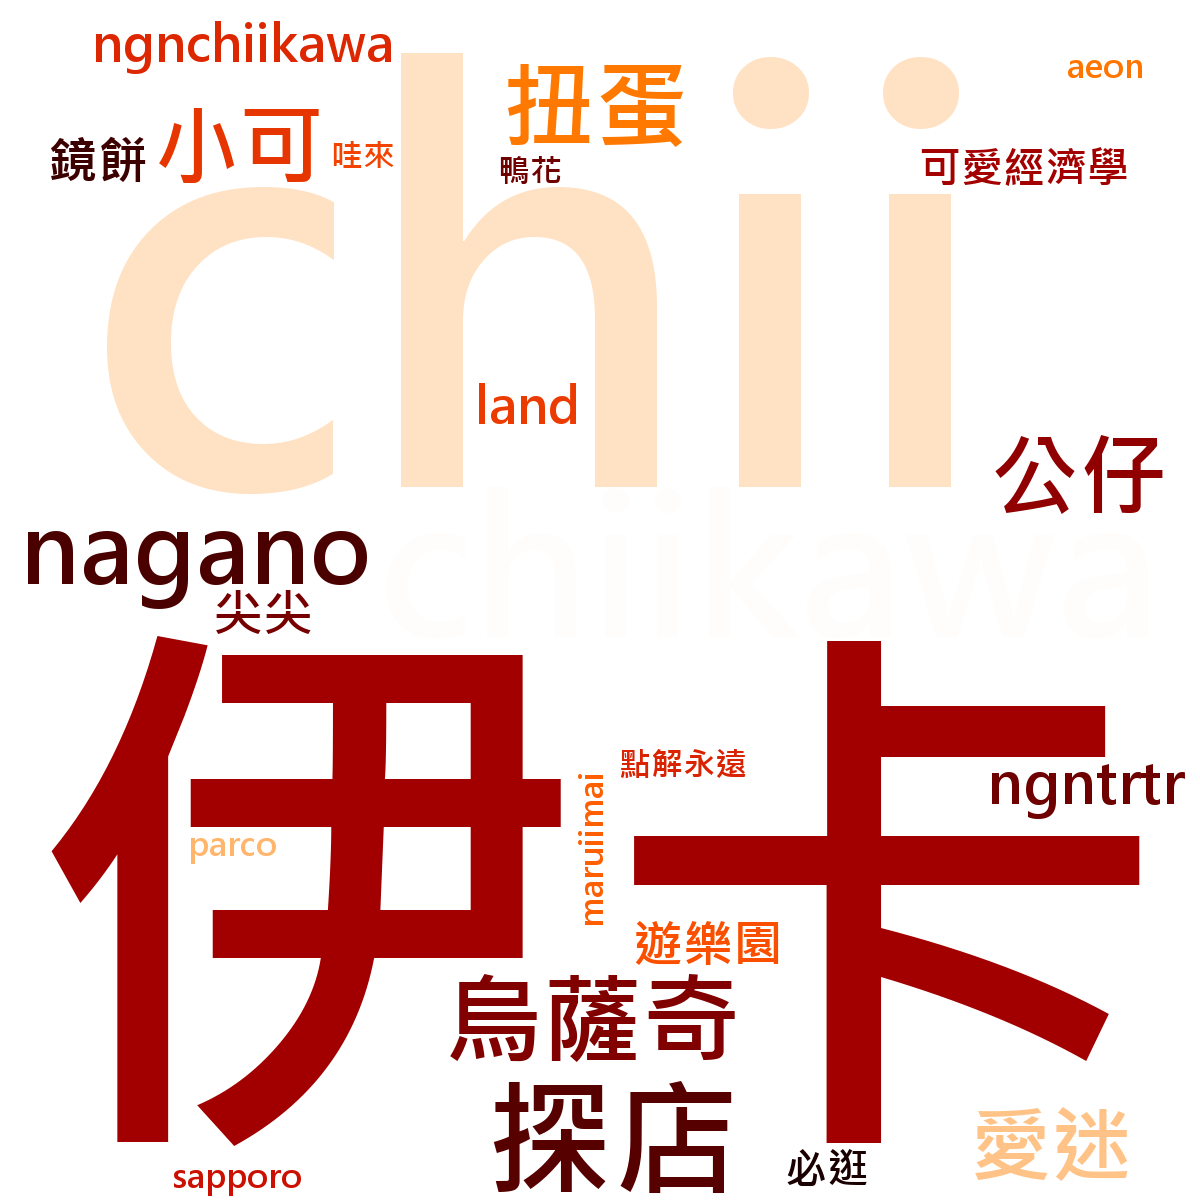 ngnchiikawa
aeon
扭蛋
小可
鏡餅
哇來
鴨花
可愛經濟學
chii
land
公仔
chiikawa
nagano
尖尖
伊卡
點解永遠
ngntrtr
maruiimai
parco
遊樂園
烏薩奇
探店
愛迷
必逛
sapporo